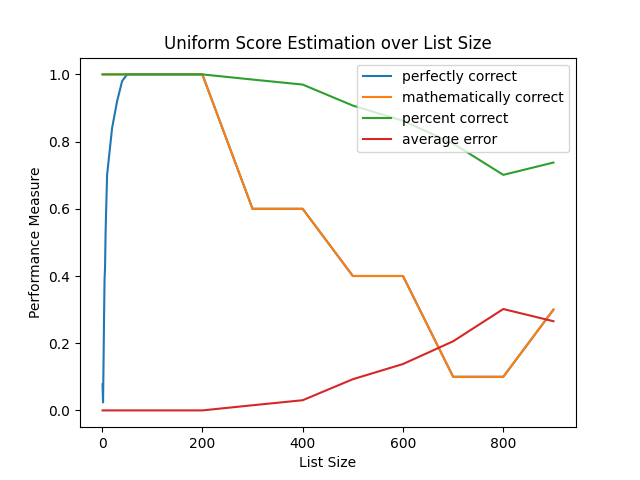 Uniform Score Estimation over List Size
perfectly correct
mathematically correct
percent correct
average error
1.0
0.8
0.6
0.4
0.2
0.0
Performance Measure
0
200
400
600
800
List Size